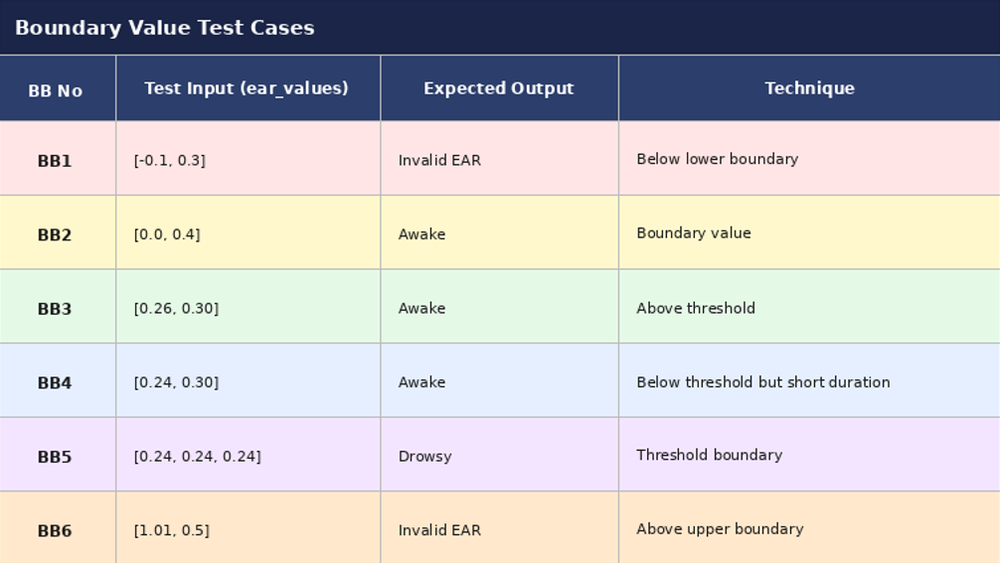 Boundary Value Test Cases
BB No Test Input (ear_values) Expected Output Technique
BB1 [-0.1, 0.3] Invalid EAR Below lower boundary
BB2 [0.0, 0.4] Awake Boundary value
BB3 [0.26, 0.30] Awake Above threshold
BB4 [0.24, 0.30] Awake Below threshold but short duration
BB5 [0.24, 0.24, 0.24] Drowsy Threshold boundary
BB6 [1.01, 0.5] Invalid EAR Above upper boundary